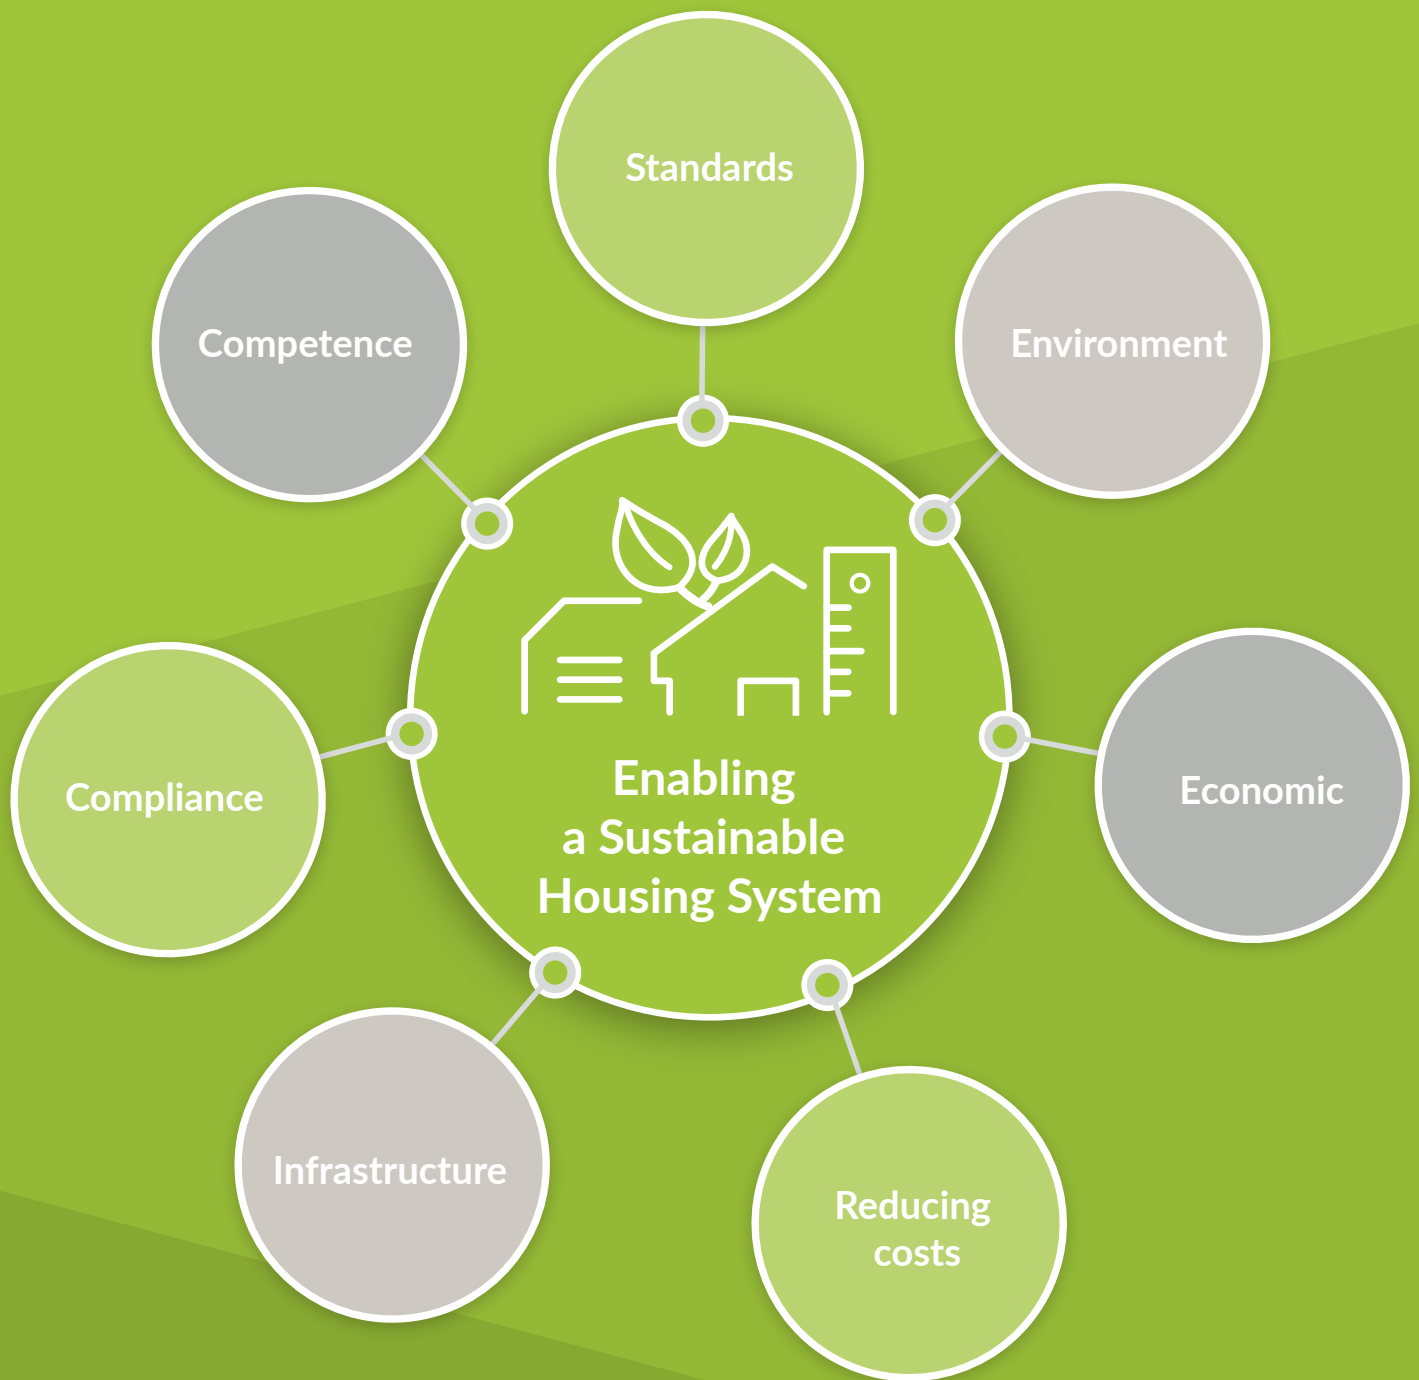 Standards
Competence
Environment
Enabling
a Sustainable
Housing System
Compliance
Economic
Infrastructure
Reducing
costs